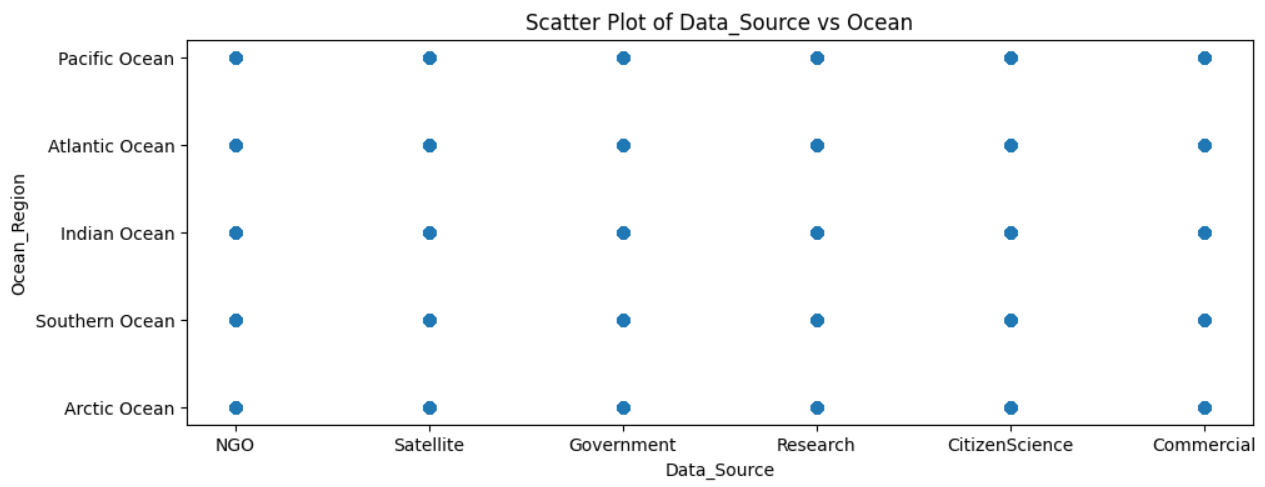 Scatter Plot of Data_Source vs Ocean
Ocean_Region
Pacific Ocean
Atlantic Ocean
Indian Ocean
Southern Ocean
Arctic Ocean
NGO Satellite Government Research CitizenScience Commercial
Data_Source